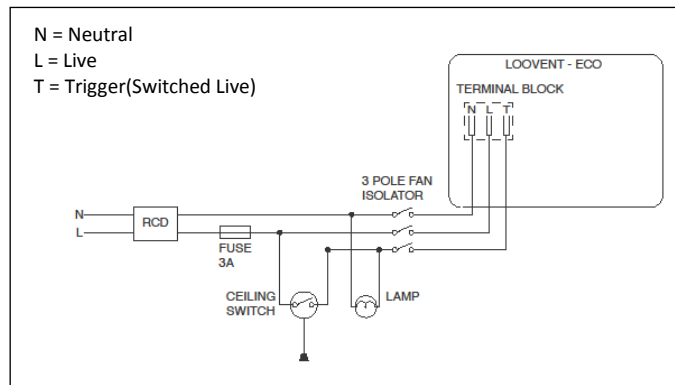 N = Neutral
L = Live
T = Trigger(Switched Live)
LOOVENT - ECO
TERMINAL BLOCK
N L T
3 POLE FAN
ISOLATOR
N
RCD
L
FUSE
3A
CEILING
SWITCH
LAMP